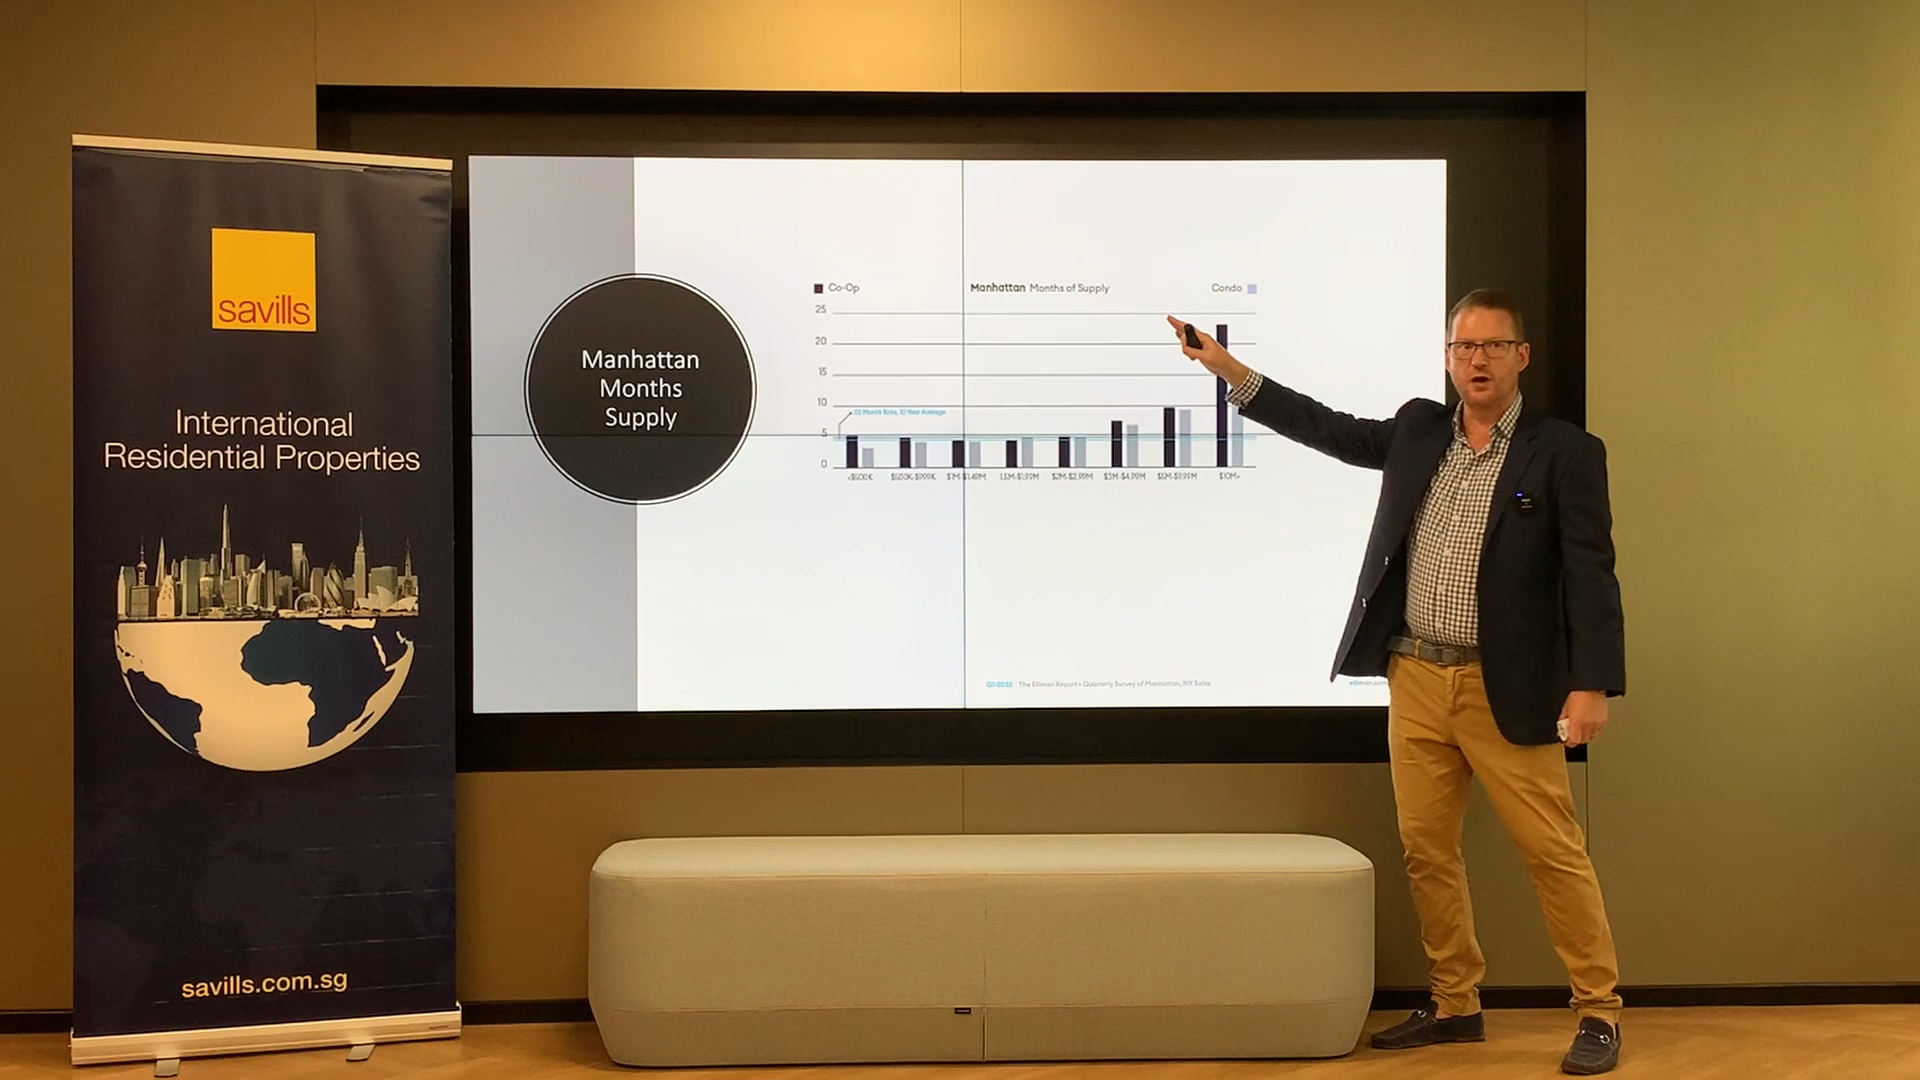 savills
International
Residential Properties
savills.com.sg
Manhattan
Months
Supply
Co-Op
Manhattan Months of Supply
Condo
25
20
15
10
5
0
<$500K
$500K-$999K
$1M-$1.49M
1.5M-$1.99M
$2M-$2.99M
$3M-$4.99M
$5M-$9.99M
$10M+
Q1-2022 The Elliman Report • Quarterly Survey of Manhattan, NY Sales